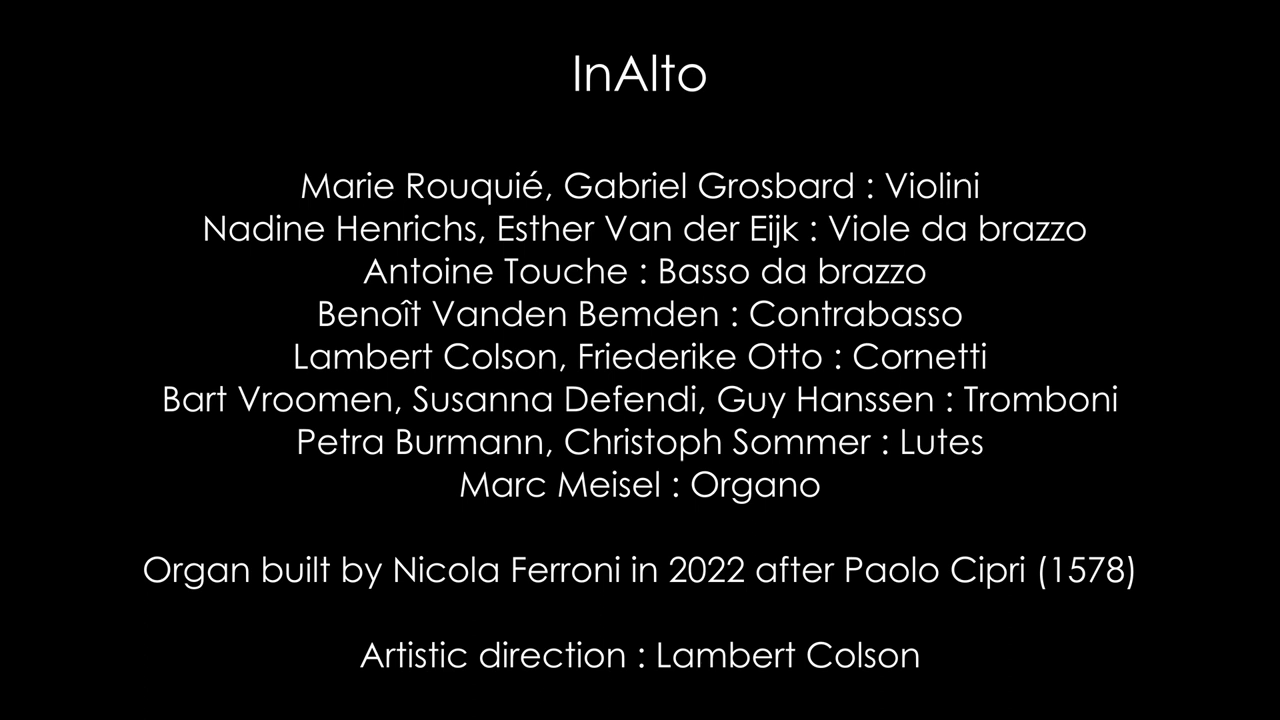 InAlto
Marie Rouquié, Gabriel Grosbard : Violini
Nadine Henrichs, Esther Van der Eijk : Viole da brazzo
Antoine Touche : Basso da brazzo
Benoît Vanden Bemden : Contrabasso
Lambert Colson, Friederike Otto : Cornetti
Bart Vroomen, Susanna Defendi, Guy Hanssen : Tromboni
Petra Burmann, Christoph Sommer : Lutes
Marc Meisel : Organo
Organ built by Nicola Ferroni in 2022 after Paolo Cipri (1578)
Artistic direction : Lambert Colson